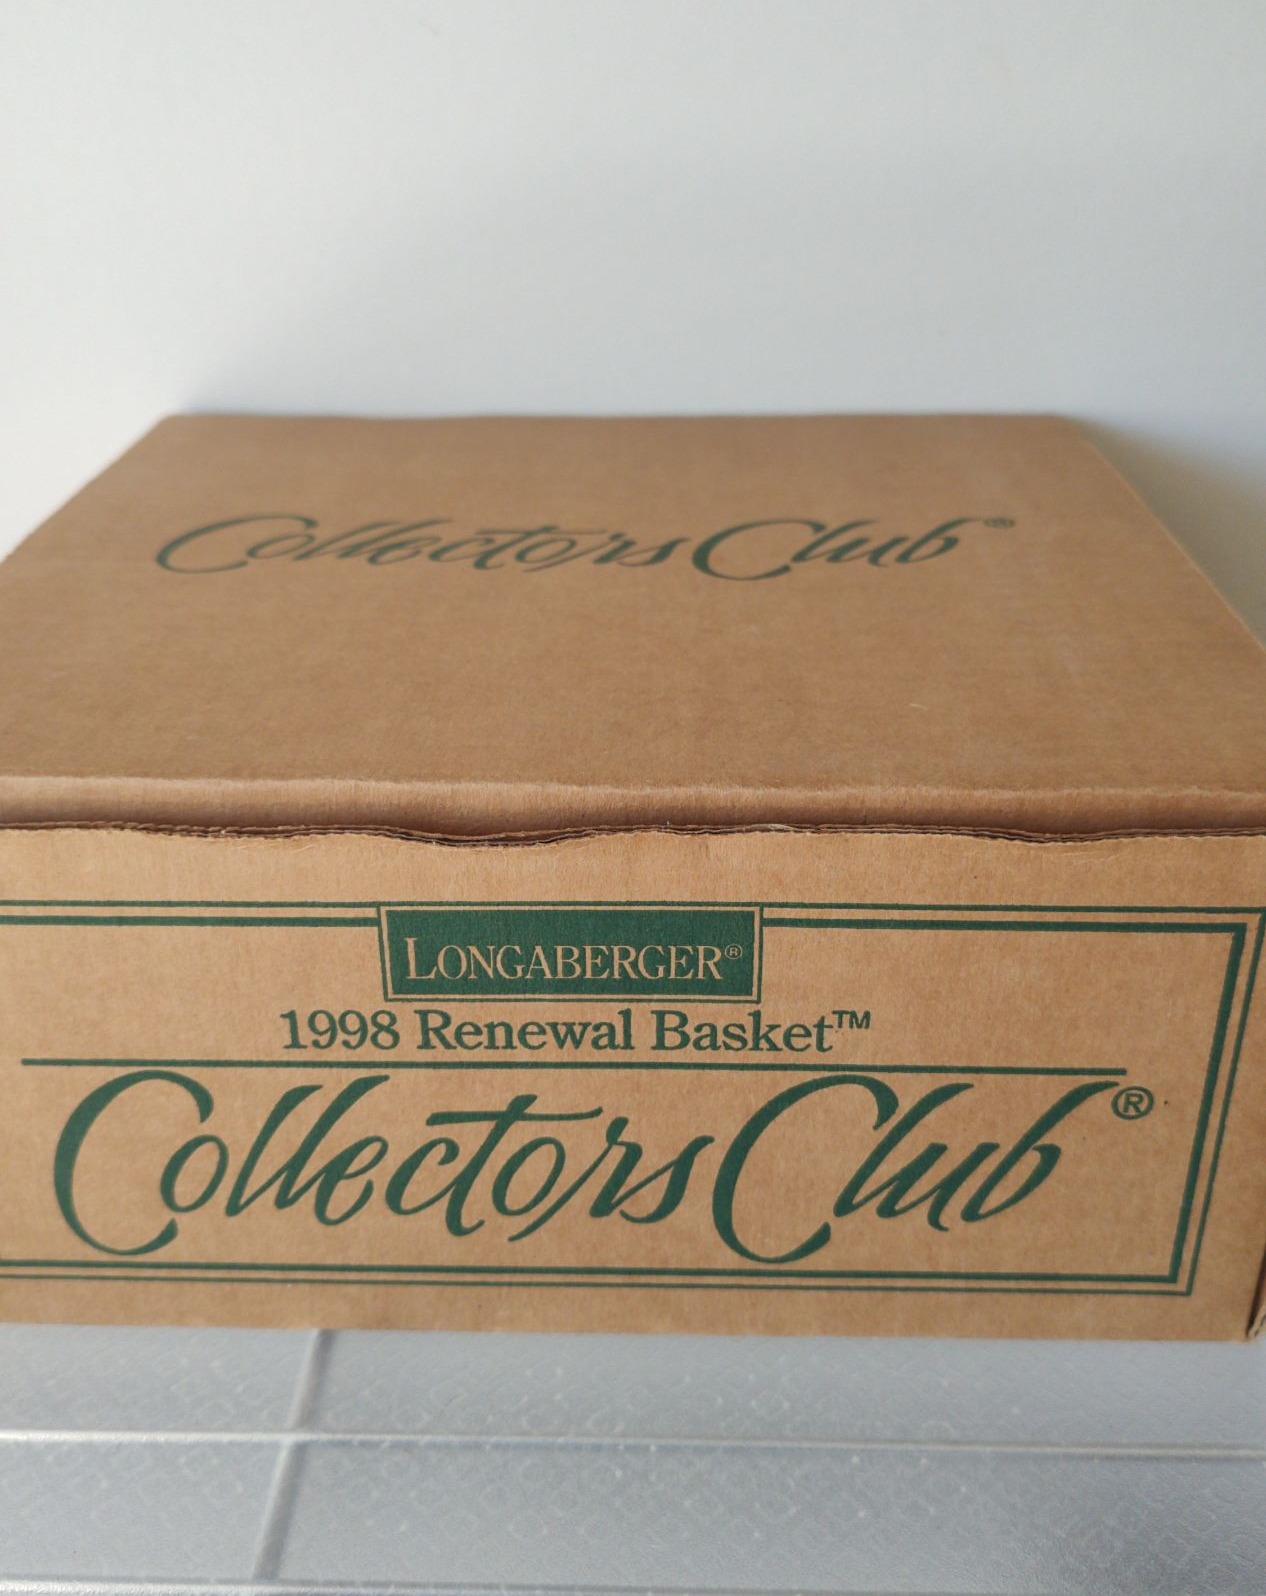 Collectors Club®
LONGABERGER®
1998 Renewal Basket™
Collectors Club®